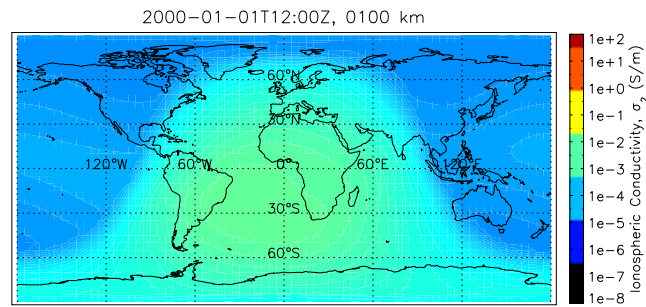 2000-01-01T12:00Z, 0100 km
60°N
30°N
120°W 60°W 0° 60°E 120°E
30°S
60°S
1e+2
1e+1
1e+0
1e-1
1e-2
1e-3
1e-4
1e-5
1e-6
1e-7
1e-8
Ionospheric Conductivity, σ, (S/m)